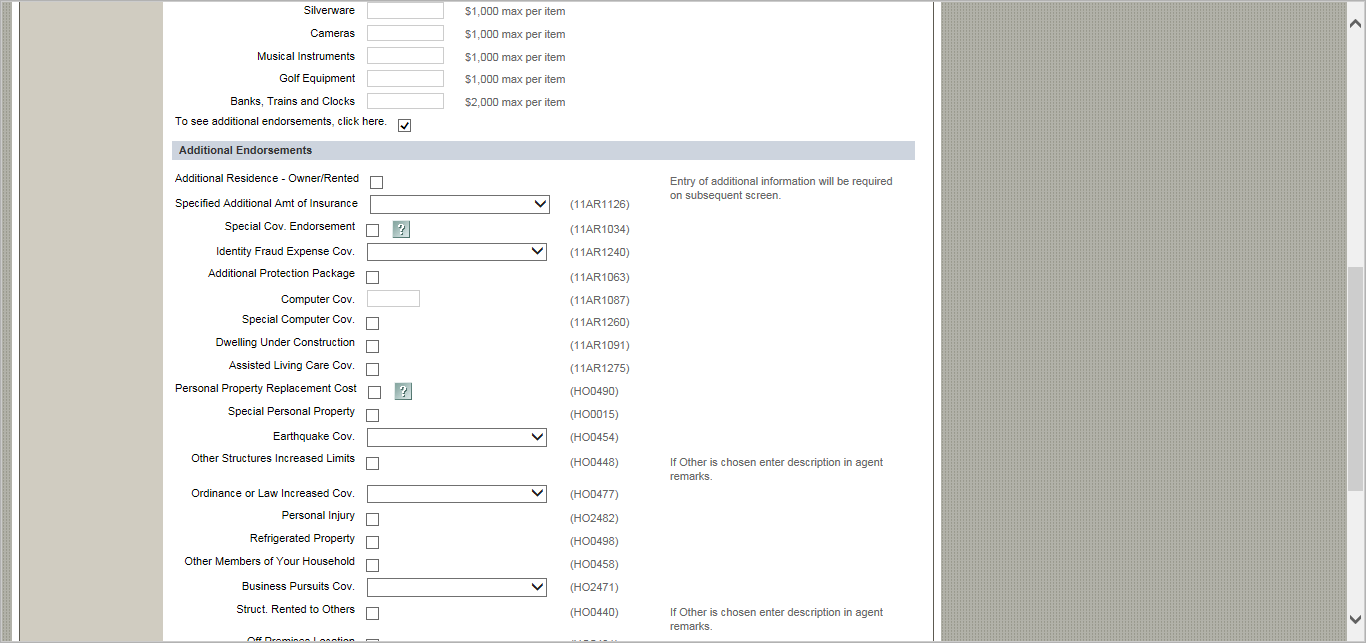 Silverware $1,000 max per item
Cameras $1,000 max per item
Musical Instruments $1,000 max per item
Golf Equipment $1,000 max per item
Banks, Trains and Clocks $2,000 max per item
To see additional endorsements, click here.
Additional Endorsements
Additional Residence - Owner/Rented Entry of additional information will be required
on subsequent screen.
Specified Additional Amt of Insurance (11AR1126)
Special Cov. Endorsement ? (11AR1034)
Identity Fraud Expense Cov. (11AR1240)
Additional Protection Package (11AR1063)
Computer Cov. (11AR1087)
Special Computer Cov. (11AR1260)
Dwelling Under Construction (11AR1091)
Assisted Living Care Cov. (11AR1275)
Personal Property Replacement Cost ? (HO0490)
Special Personal Property (HO0015)
Earthquake Cov. (HO0454)
Other Structures Increased Limits (HO0448) If Other is chosen enter description in agent
remarks.
Ordinance or Law Increased Cov. (HO0477)
Personal Injury (HO2482)
Refrigerated Property (HO0498)
Other Members of Your Household (HO0458)
Business Pursuits Cov. (HO2471)
Struct. Rented to Others (HO0440) If Other is chosen enter description in agent
remarks.
Off Premises Location